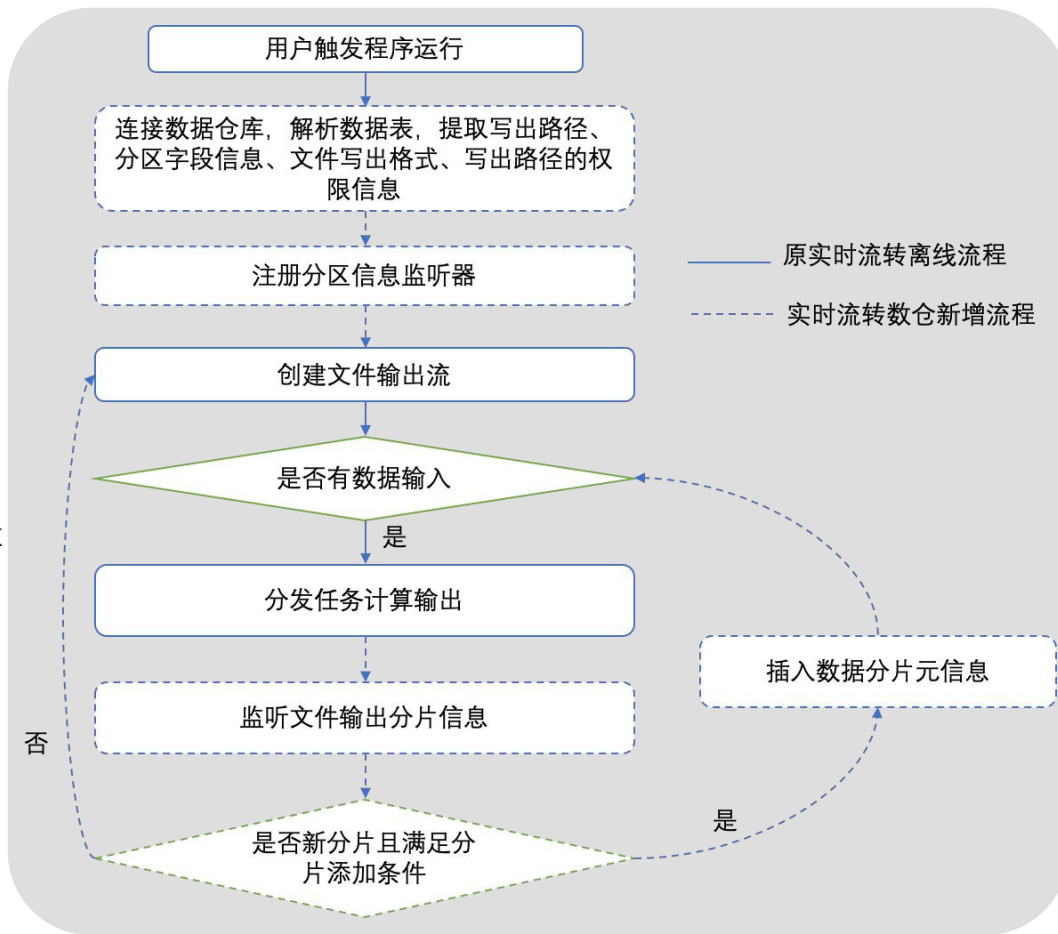 用户触发程序运行
连接数据仓库，解析数据表，提取写出路径、
分区字段信息、文件写出格式、写出路径的权
限信息
注册分区信息监听器
原实时流转离线流程
实时流转数仓新增流程
创建文件输出流
是否有数据输入
是
分发任务计算输出
插入数据分片元信息
监听文件输出分片信息
否
是
是否新分片且满足分
片添加条件